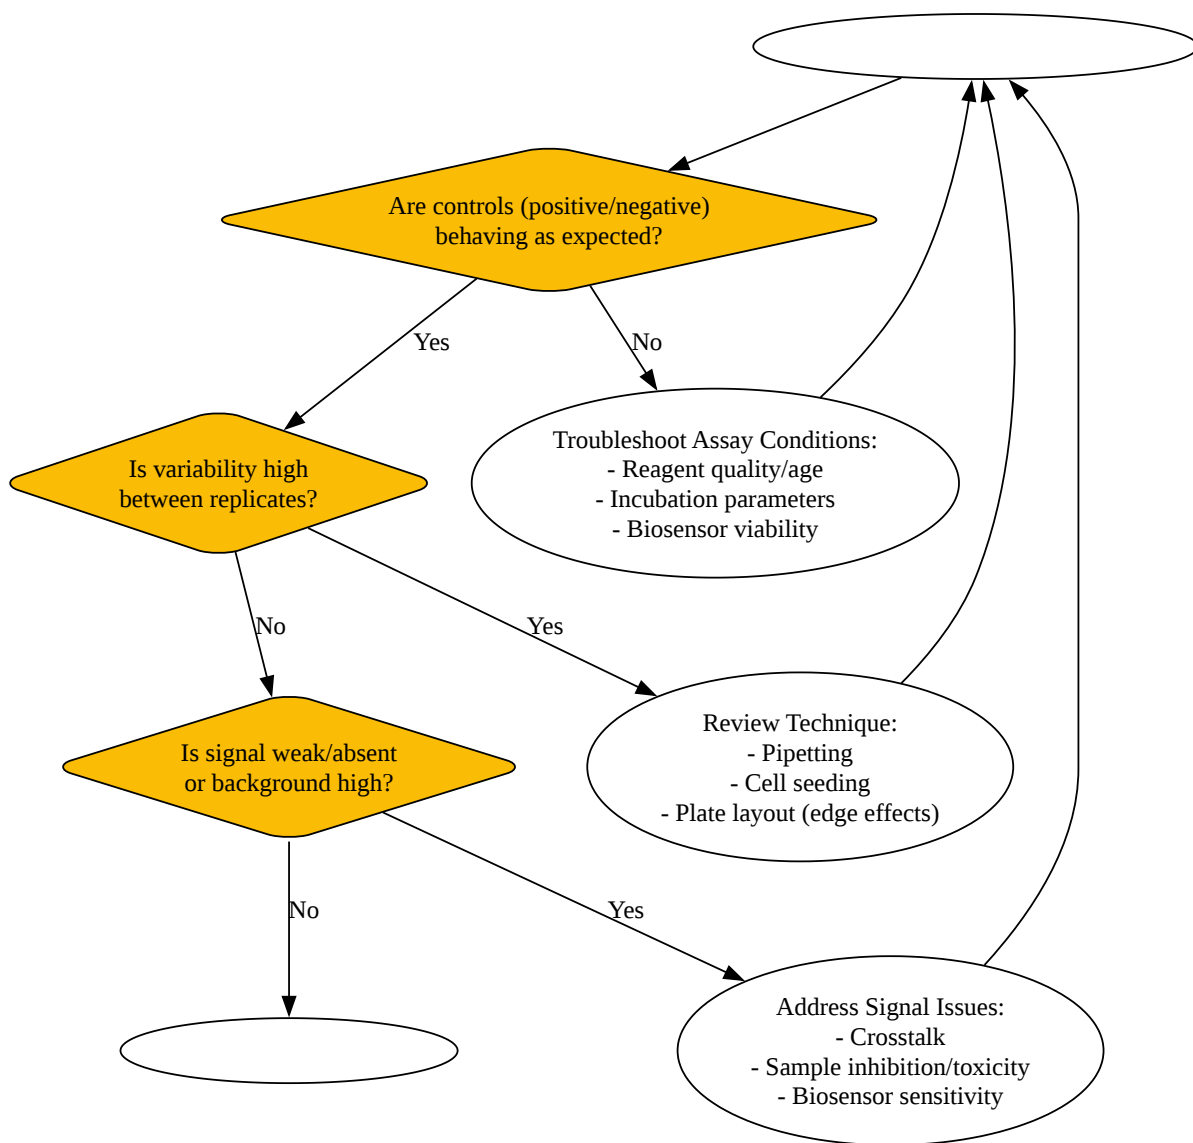 Are controls (positive/negative)
behaving as expected?
Yes
No
Is variability high
between replicates?
Troubleshoot Assay Conditions:
- Reagent quality/age
- Incubation parameters
- Biosensor viability
No
Yes
Is signal weak/absent
or background high?
Review Technique:
- Pipetting
- Cell seeding
- Plate layout (edge effects)
No
Yes
Address Signal Issues:
- Crosstalk
- Sample inhibition/toxicity
- Biosensor sensitivity